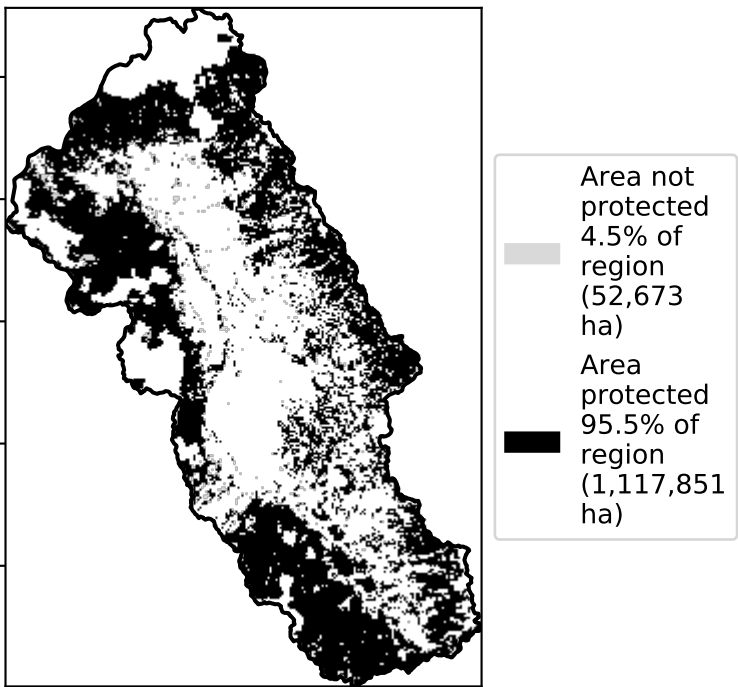 Area not
protected
4.5% of
region
(52,673
ha)
Area
protected
95.5% of
region
(1,117,851
ha)